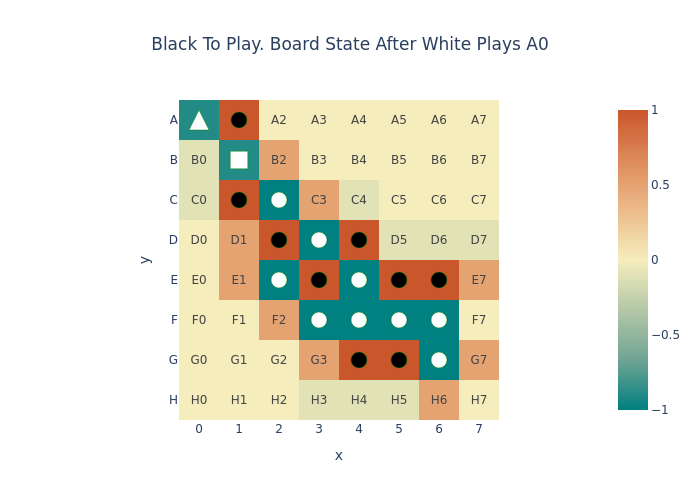 Black To Play. Board State After White Plays A0
A A2 A3 A4 A5 A6 A7
B B0 B2 B3 B4 B5 B6 B7
C C0 C3 C4 C5 C6 C7
D D0 D1 D5 D6 D7
E E0 E1 E7
F F0 F1 F2 F7
G G0 G1 G2 G3 G7
H H0 H1 H2 H3 H4 H5 H6 H7
0 1 2 3 4 5 6 7
x
y
1
0.5
0
−0.5
−1